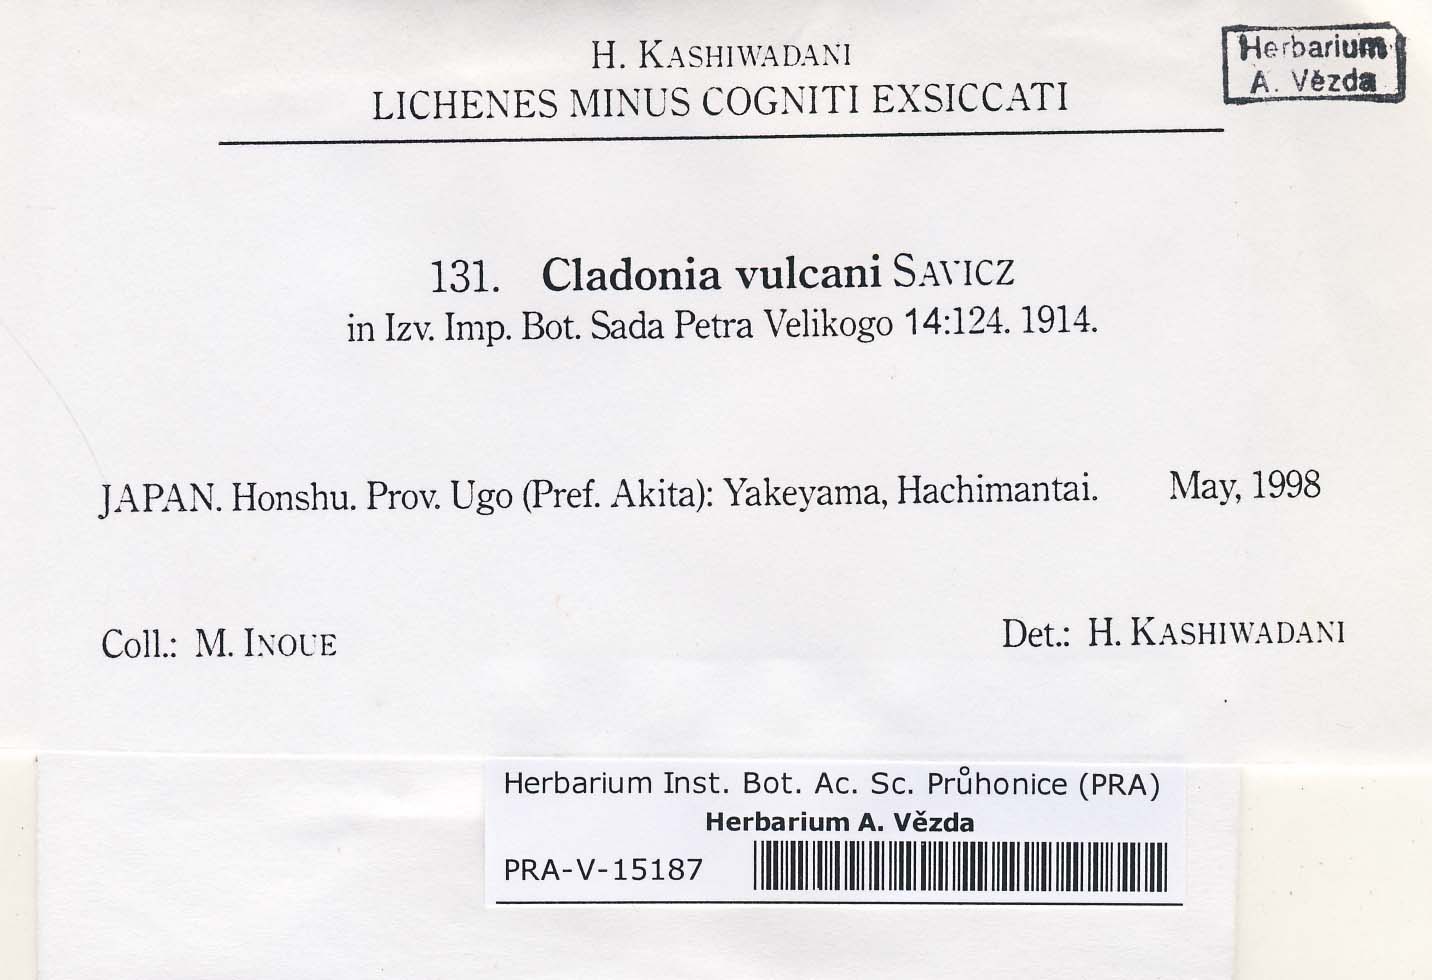 H. KASHIWADANI
LICHENES MINUS COGNITI EXSICCATI
Herbarium
A. Vězda
131. Cladonia vulcani SAVICZ
in Izv. Imp. Bot. Sada Petra Velikogo 14:124. 1914.
JAPAN. Honshu. Prov. Ugo (Pref. Akita): Yakeyama, Hachimantai. May, 1998
Coll.: M. INOUE Det.: H. KASHIWADANI
Herbarium Inst. Bot. Ac. Sc. Průhonice (PRA)
Herbarium A. Vězda
PRA-V-15187